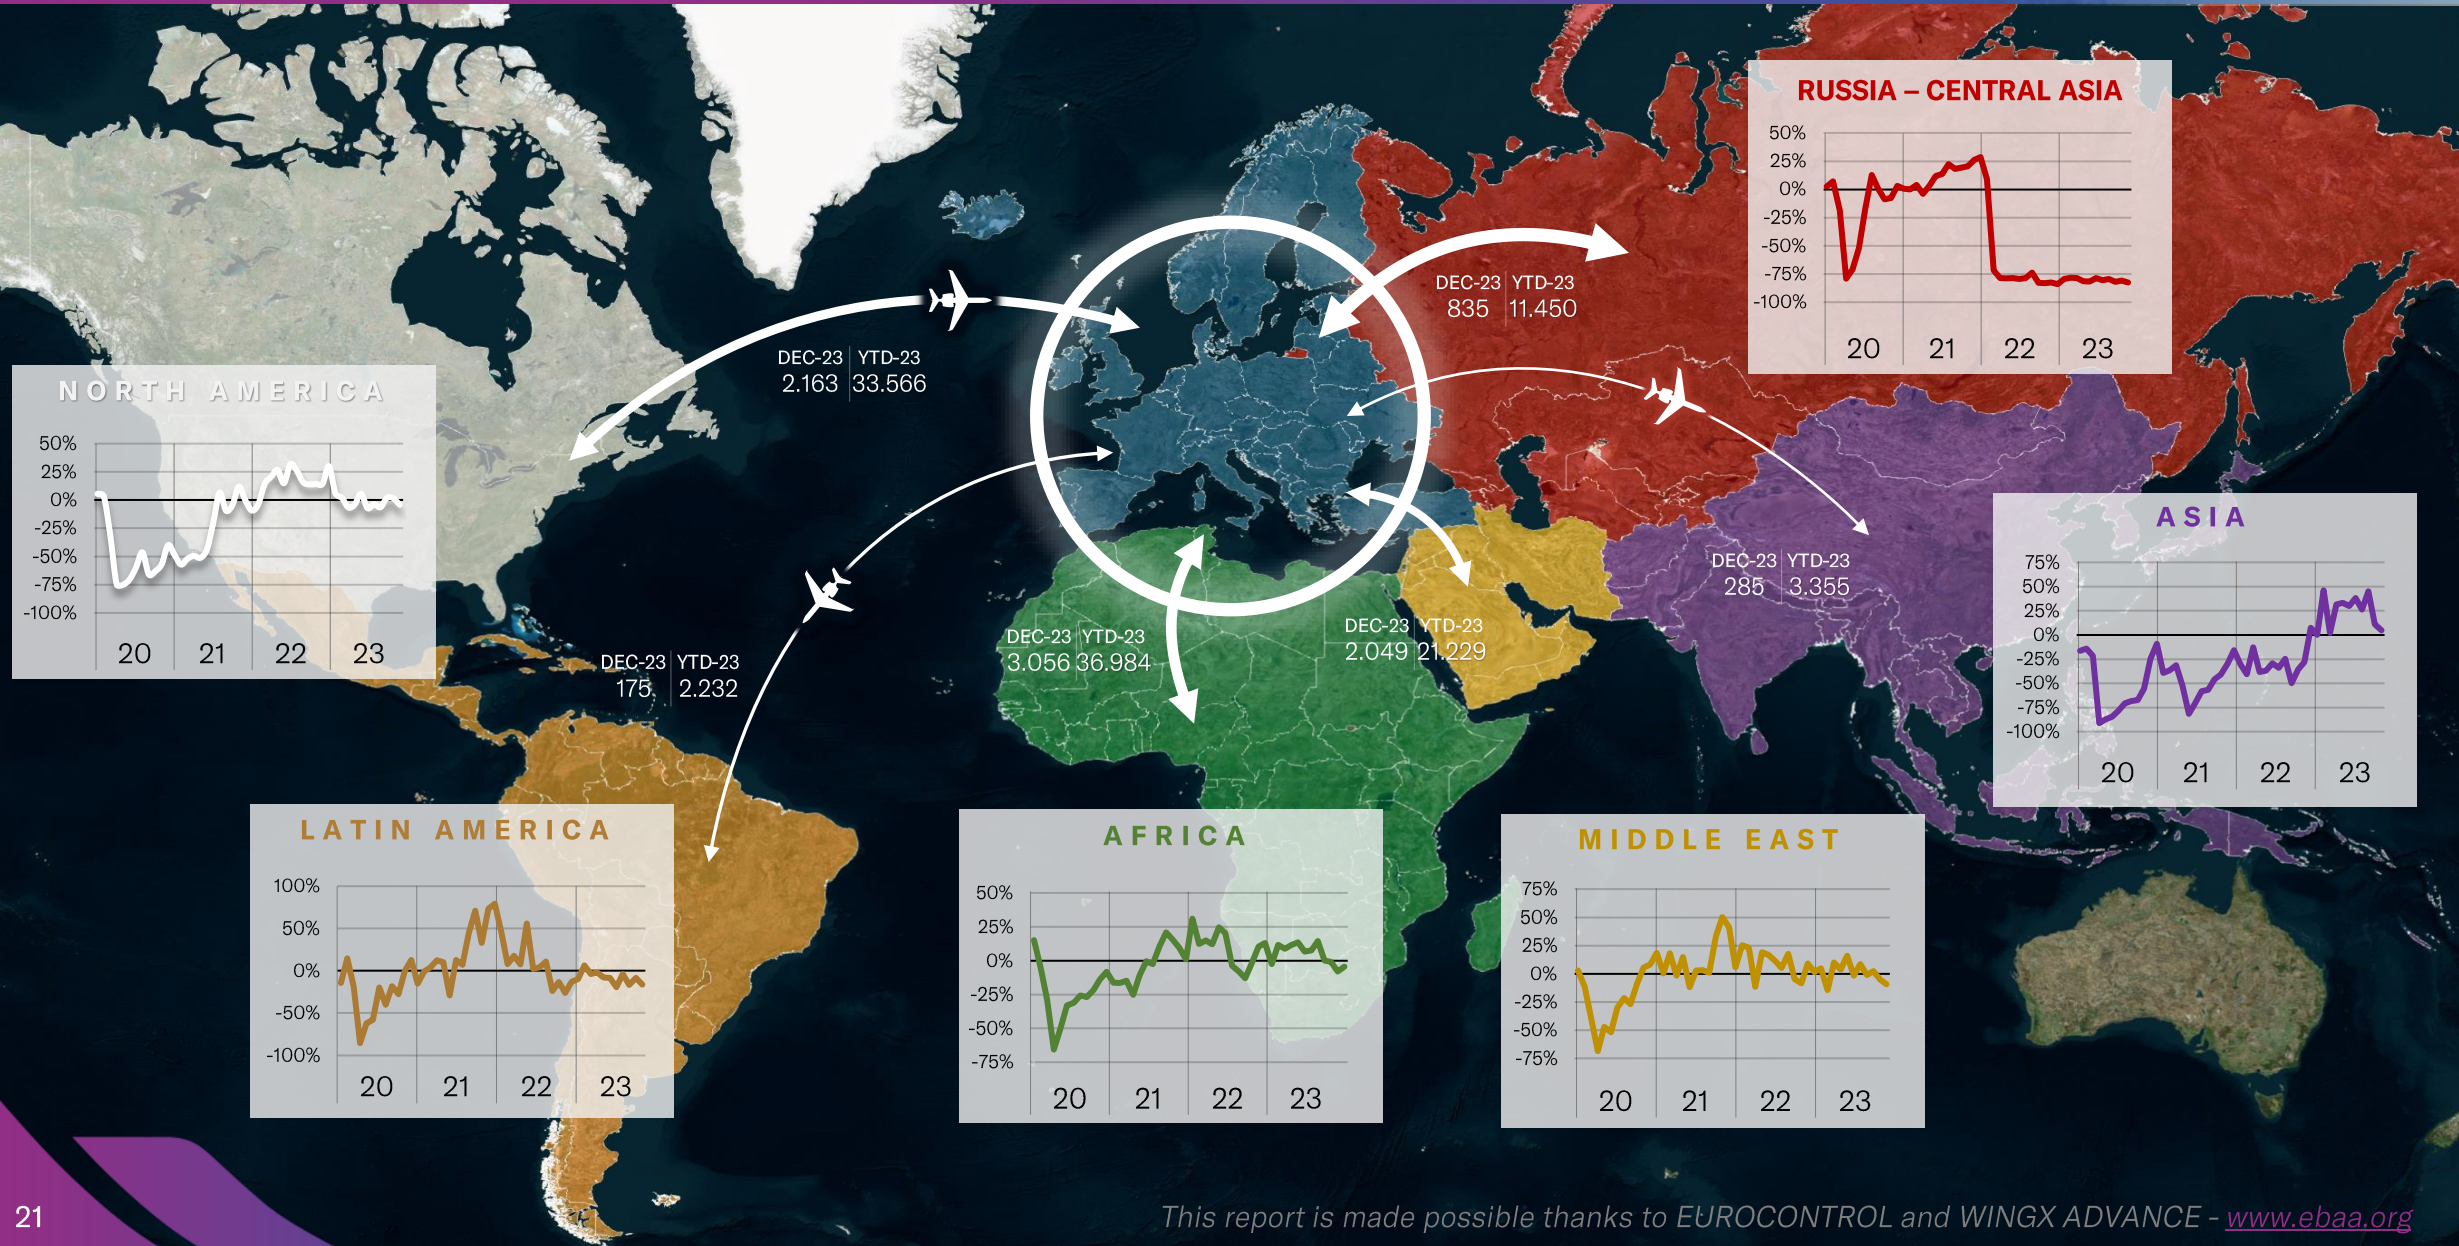 RUSSIA – CENTRAL ASIA
50%
25%
0%
-25%
-50%
-75%
-100%
20 21 22 23
DEC-23 YTD-23
835 11.450
DEC-23 YTD-23
2.163 33.566
NORTH AMERICA
50%
25%
0%
-25%
-50%
-75%
-100%
20 21 22 23
ASIA
75%
50%
25%
0%
-25%
-50%
-75%
-100%
20 21 22 23
DEC-23 YTD-23
285 3.355
DEC-23 YTD-23
2.049 21.229
DEC-23 YTD-23
3.056 36.984
DEC-23 YTD-23
175 2.232
LATIN AMERICA
100%
50%
0%
-50%
-100%
20 21 22 23
AFRICA
50%
25%
0%
-25%
-50%
-75%
20 21 22 23
MIDDLE EAST
75%
50%
25%
0%
-25%
-50%
-75%
20 21 22 23
21
This report is made possible thanks to EUROCONTROL and WINGX ADVANCE - www.ebaa.org